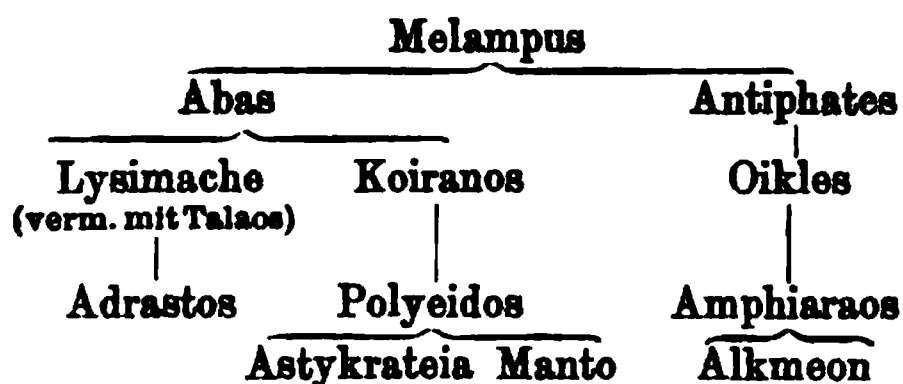 Melampus
Abas Antiphates
Lysimache Koiranos Oikles
(verm. mit Talaos)
Adrastos Polyeidos Amphiaraos
Astykrateia Manto Alkmeon